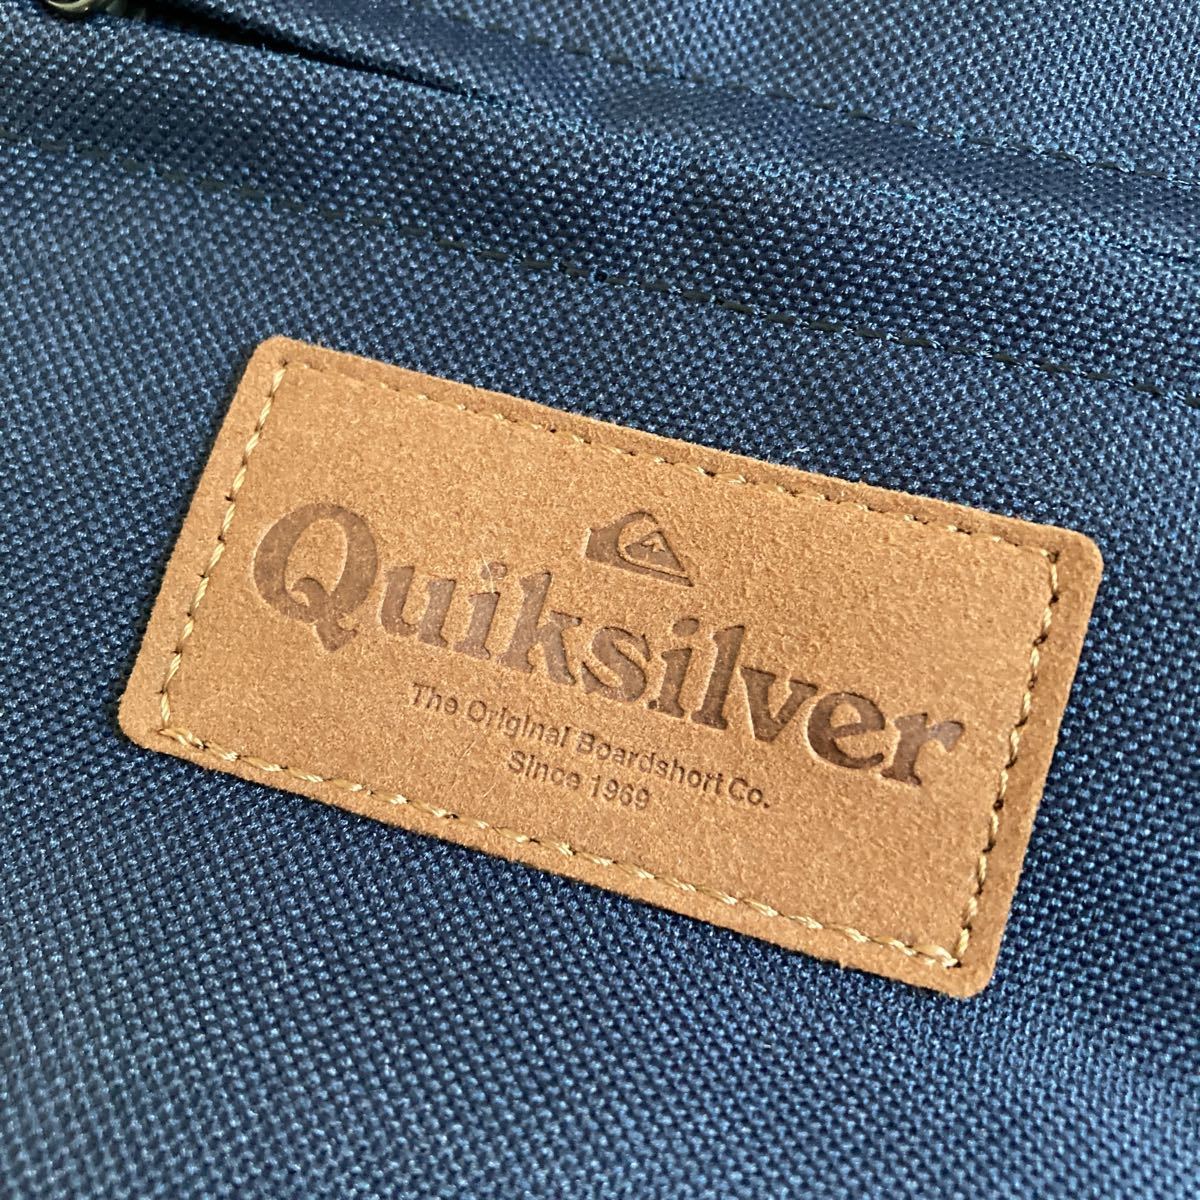 Quiksilver
The Original Boardshort Co.
Since 1969